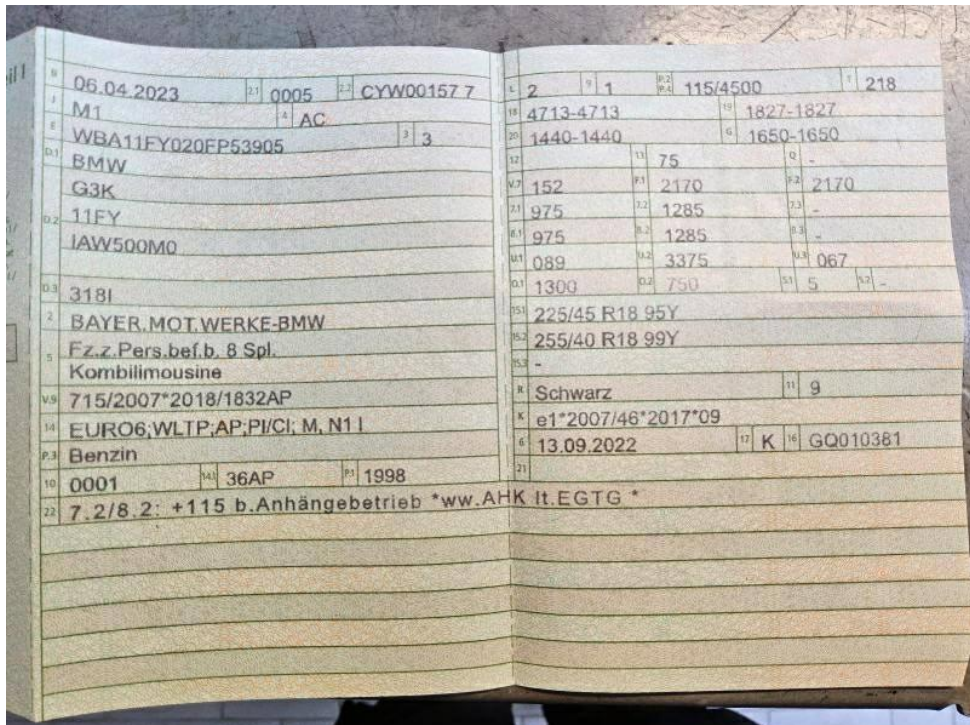 B 06.04.2023 2.1 0005 2.2 CYW00157 7
J M1 4 AC
E WBA11FY020FP53905 3 3
D.1 BMW
G3K
D.2 11FY
IAW500M0
D.3 318I
2 BAYER.MOT.WERKE-BMW
5 Fz.z.Pers.bef.b. 8 Spl.
Kombilimousine
V.9 715/2007*2018/1832AP
14 EURO6;WLTP;AP;PI/CI; M, N1 I
P.3 Benzin
10 0001 14.1 36AP P.1 1998
22 7.2/8.2: +115 b.Anhängebetrieb *ww.AHK lt.EGTG *
L 2 9 1 P.2 P.4 115/4500 T 218
18 4713-4713 19 1827-1827
20 1440-1440 G 1650-1650
12 13 75 Q -
V.7 152 F.1 2170 F.2 2170
7.1 975 7.2 1285 7.3 -
8.1 975 8.2 1285 8.3 -
U.1 089 U.2 3375 U.3 067
O.1 1300 O.2 750 S.1 5 S.2 -
15.1 225/45 R18 95Y
15.2 255/40 R18 99Y
15.3 -
R Schwarz 11 9
K e1*2007/46*2017*09
6 13.09.2022 17 K 16 GQ010381
21